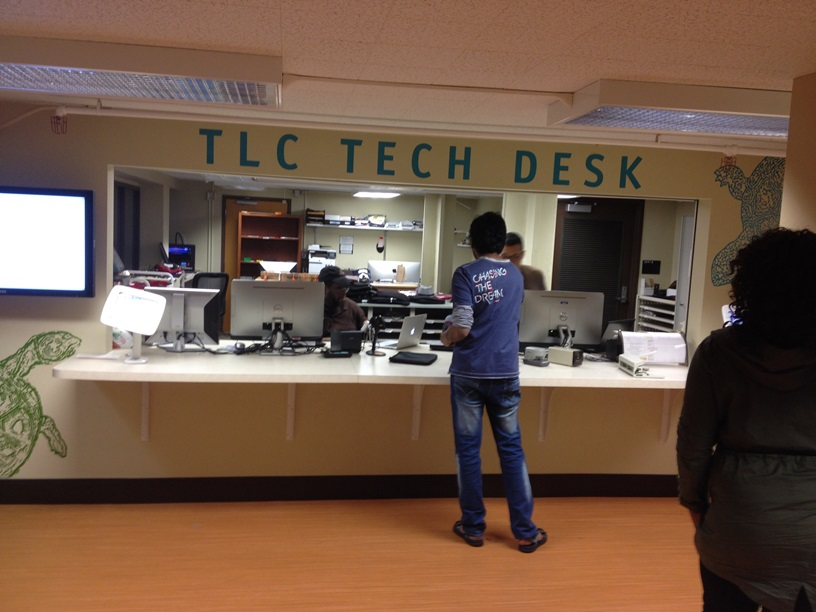 TLC TECH DESK
CHASING
THE
DREAM